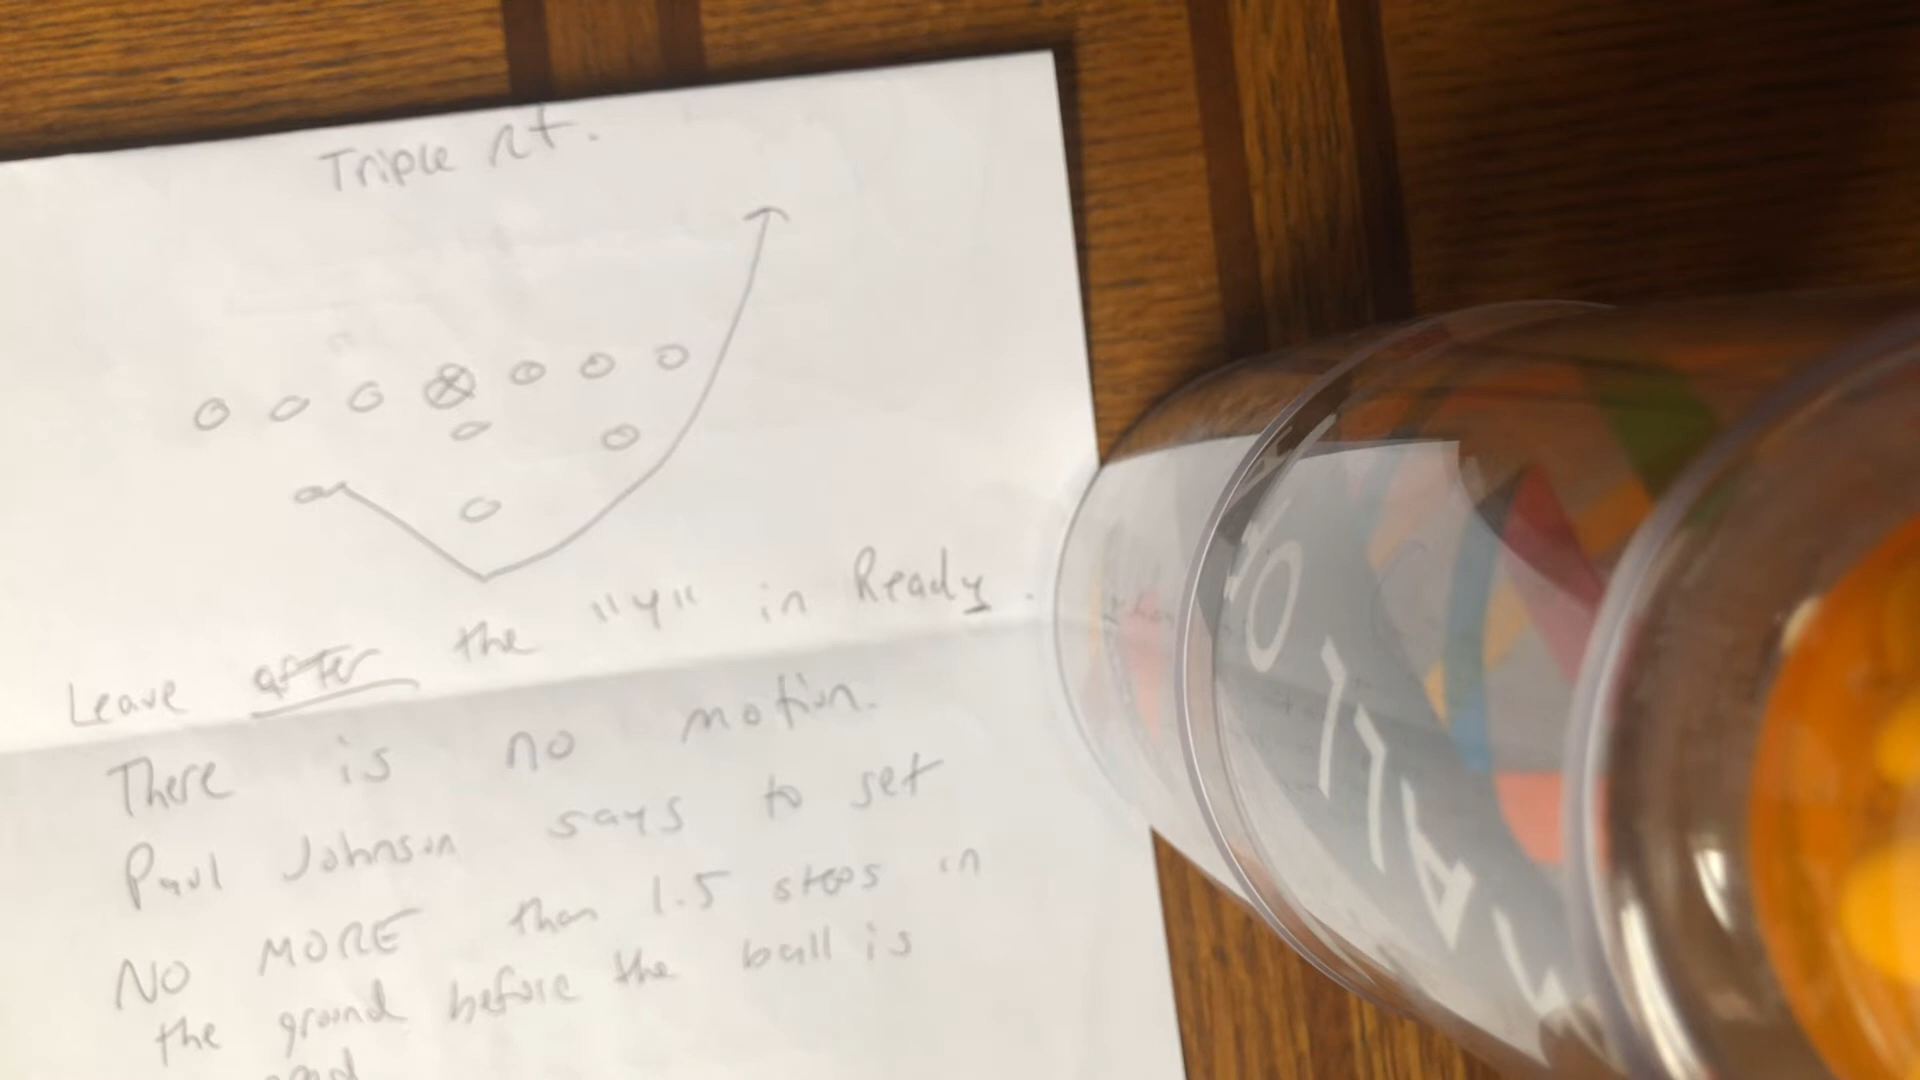 Triple rt.
Leave after the "y" in Ready.
There is no motion.
Paul Johnson says to set
NO MORE than 1.5 steps in
the ground before the ball is